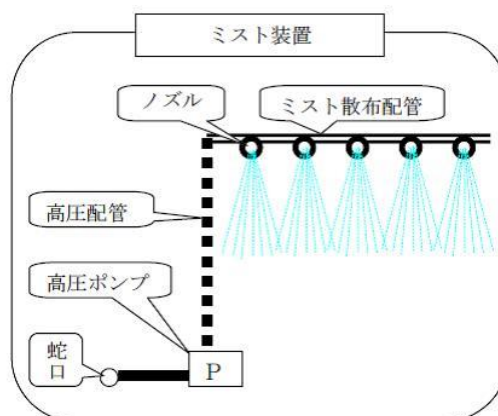 ミスト装置
ノズル
ミスト散布配管
高圧配管
高圧ポンプ
蛇
口
P